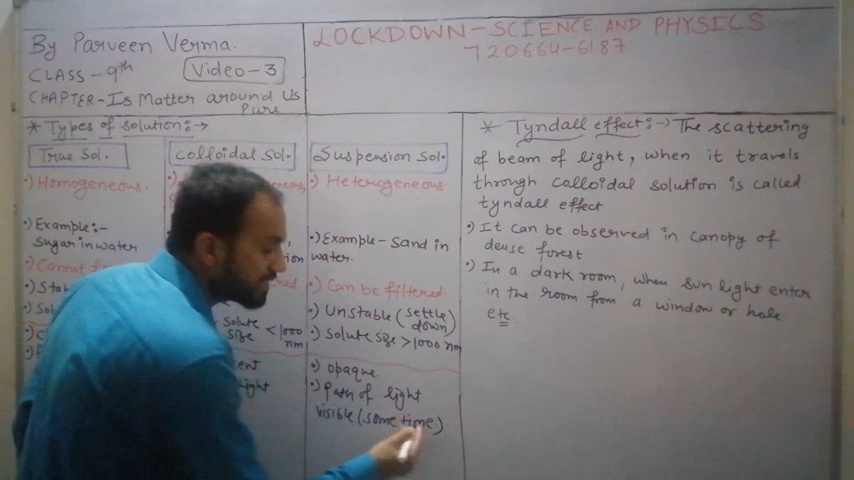 By Parveen Verma.
CLASS-9th
Video-3
CHAPTER-Is Matter around Us
Pure
LOCKDOWN-SCIENCE AND PHYSICS
720664-6187
* Types of solution:-→
True Sol.
•) Homogeneous.
•) Example:-
Sugar in water
•) Cannot
•) Sta
•) Sol
Colloidal Sol.
Solute
Size <1000
nm
Suspension Sol.
•) Heterogeneous.
•) Example-Sand in
water.
•) Can be filtered.
•) Unstable (settle
down)
•) Solute size >1000 nm
•) Opaque.
•) Path of light
visible (some time)
* Tyndall effect:-→ The scattering
of beam of light, when it travels
through colloidal solution is called
tyndall effect
•) It can be observed in canopy of
dense forest
•) In a dark room, when sun light enter
in the room from a window or hole
etc.